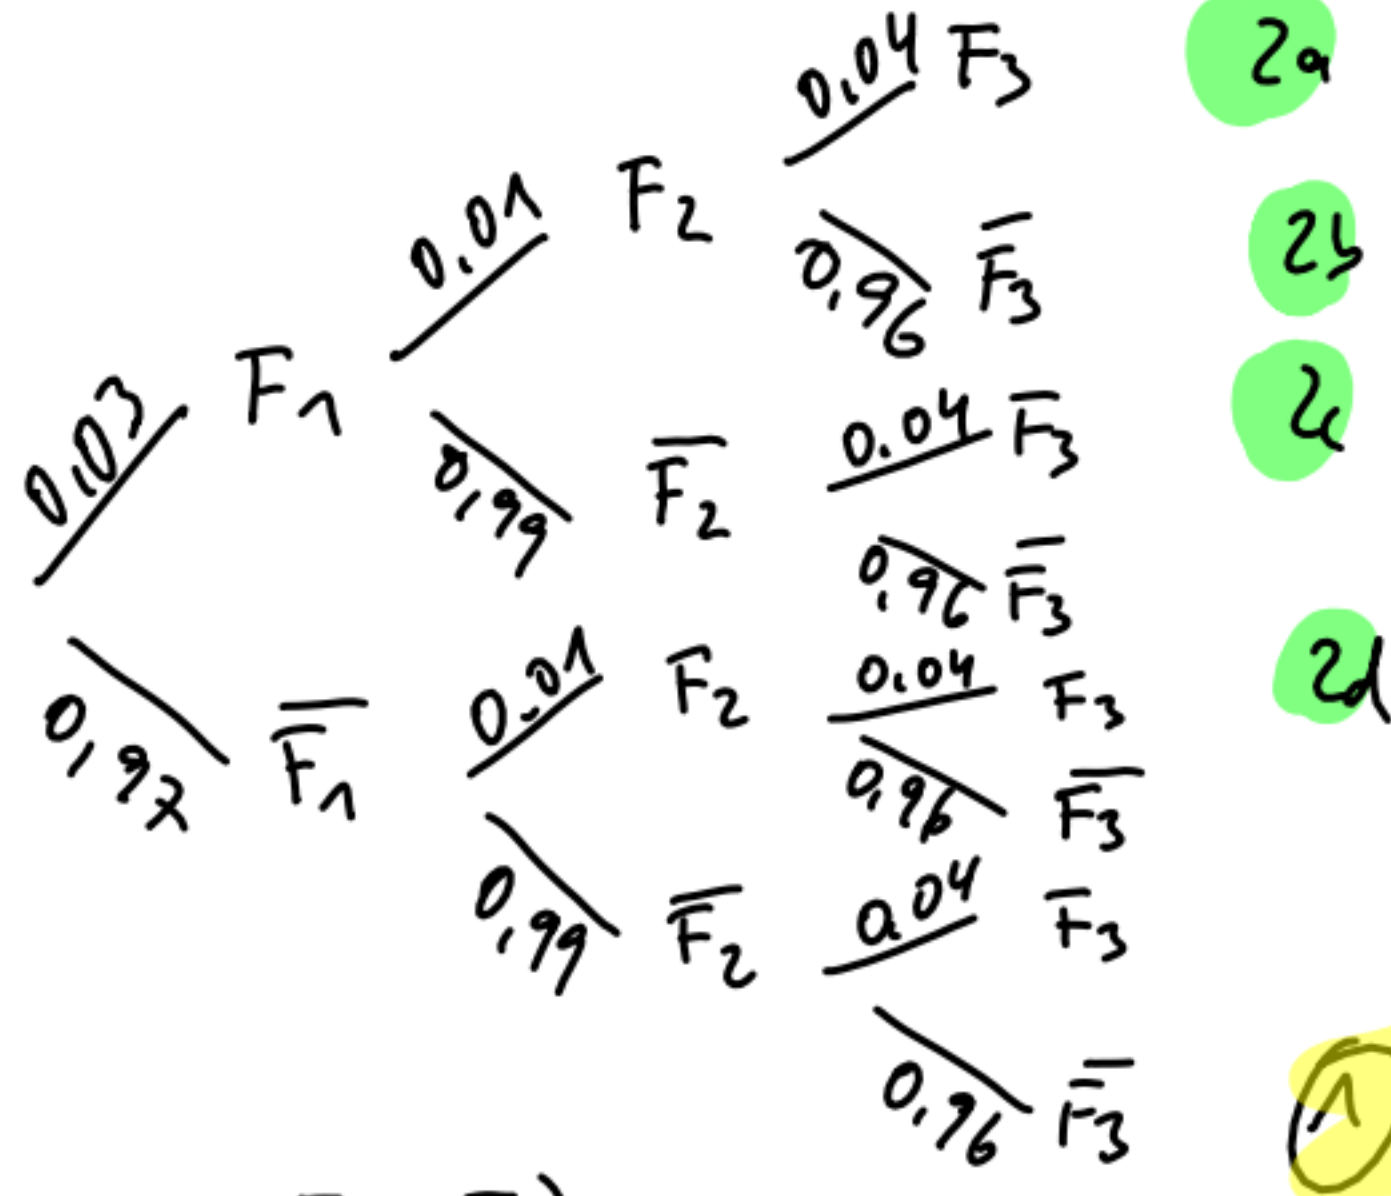 0,04 F3 2a
0,01 F2
0,96 F̅3 2b
0,03 F1
0,04 F3 2c
0,99 F̅2
0,96 F̅3
0,01 F2 0,04 F3 2d
0,97 F̅1
0,96 F̅3
0,99 F̅2 0,04 F3
0,96 F̅3 1